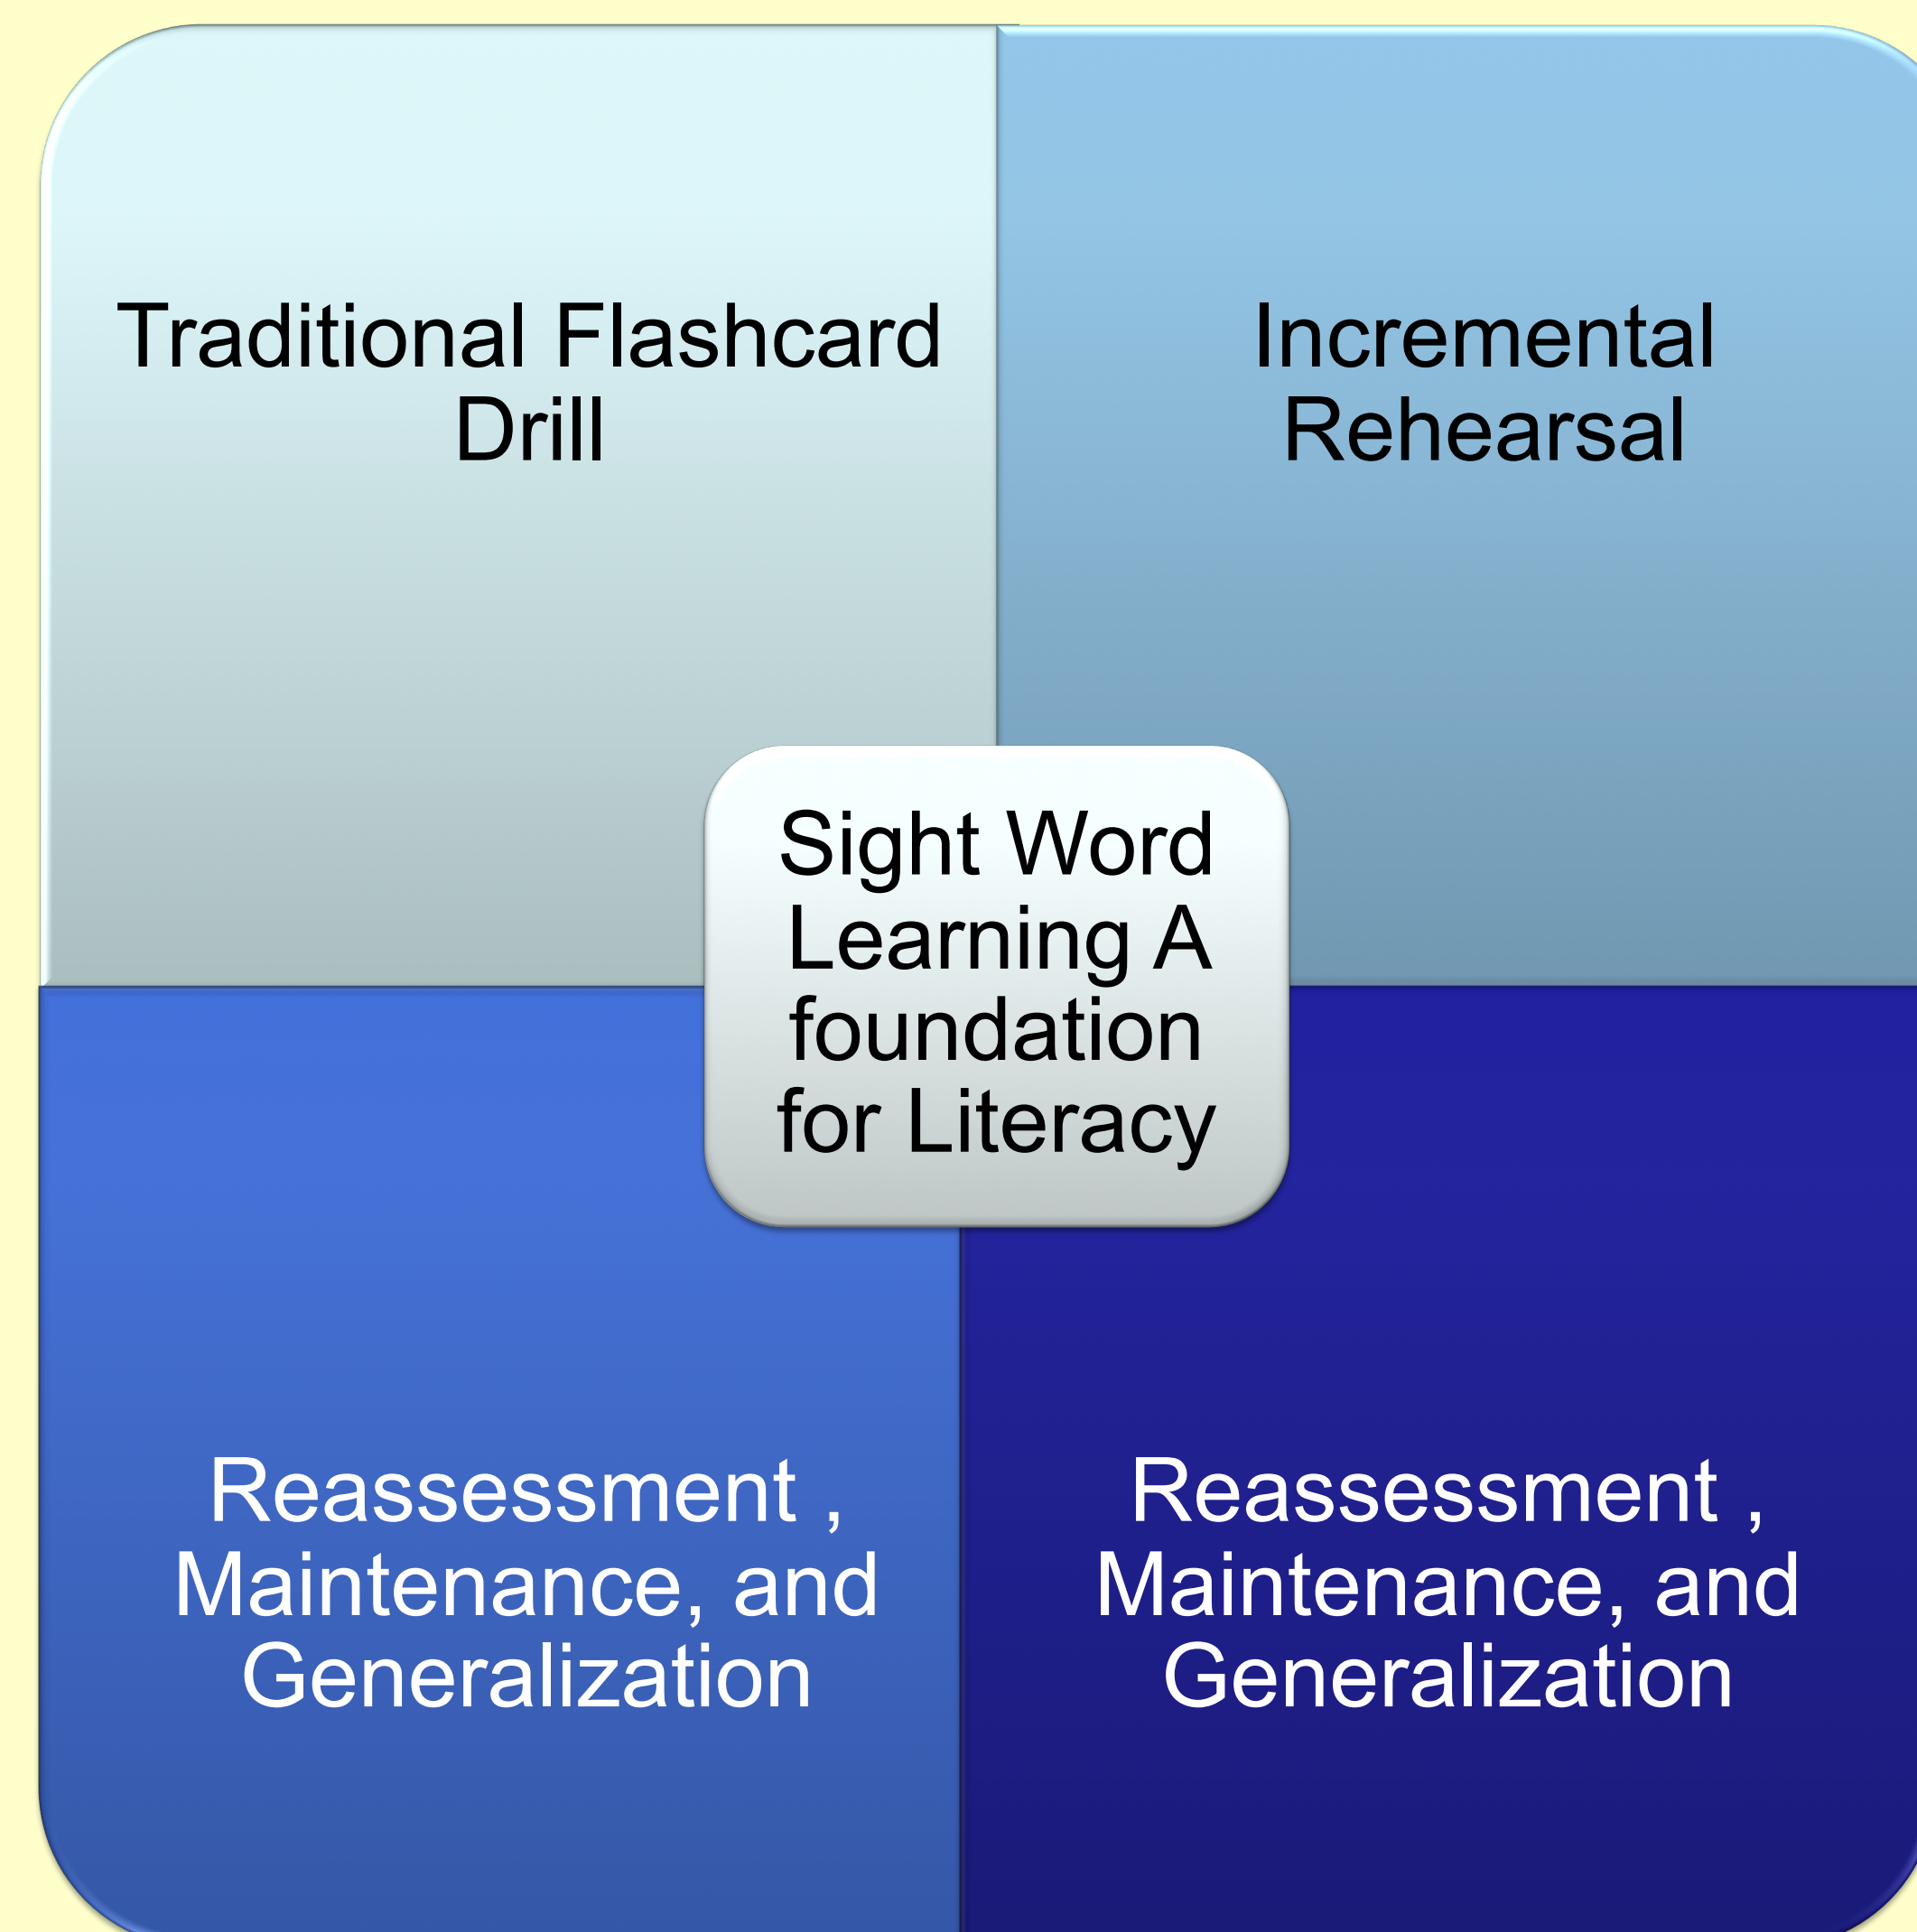 Traditional Flashcard
Drill
Incremental
Rehearsal
Sight Word
Learning A
foundation
for Literacy
Reassessment ,
Maintenance, and
Generalization
Reassessment ,
Maintenance, and
Generalization